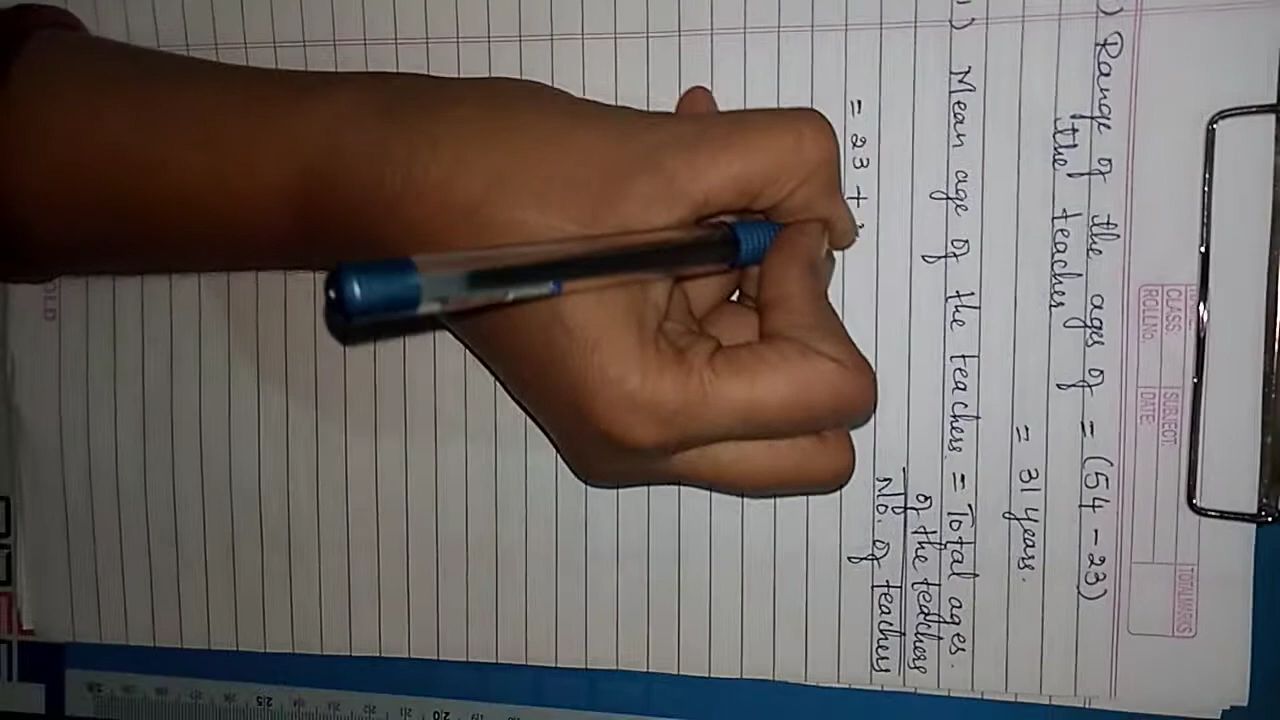 CLASS: SUBJECT: TOTAL MARKS
ROLL No. DATE:
) Range of the ages of = (54 - 23)
the teacher
= 31 years.
) Mean age of the teachers = Total ages.
of the teachers
No. of teachers
= 23 +